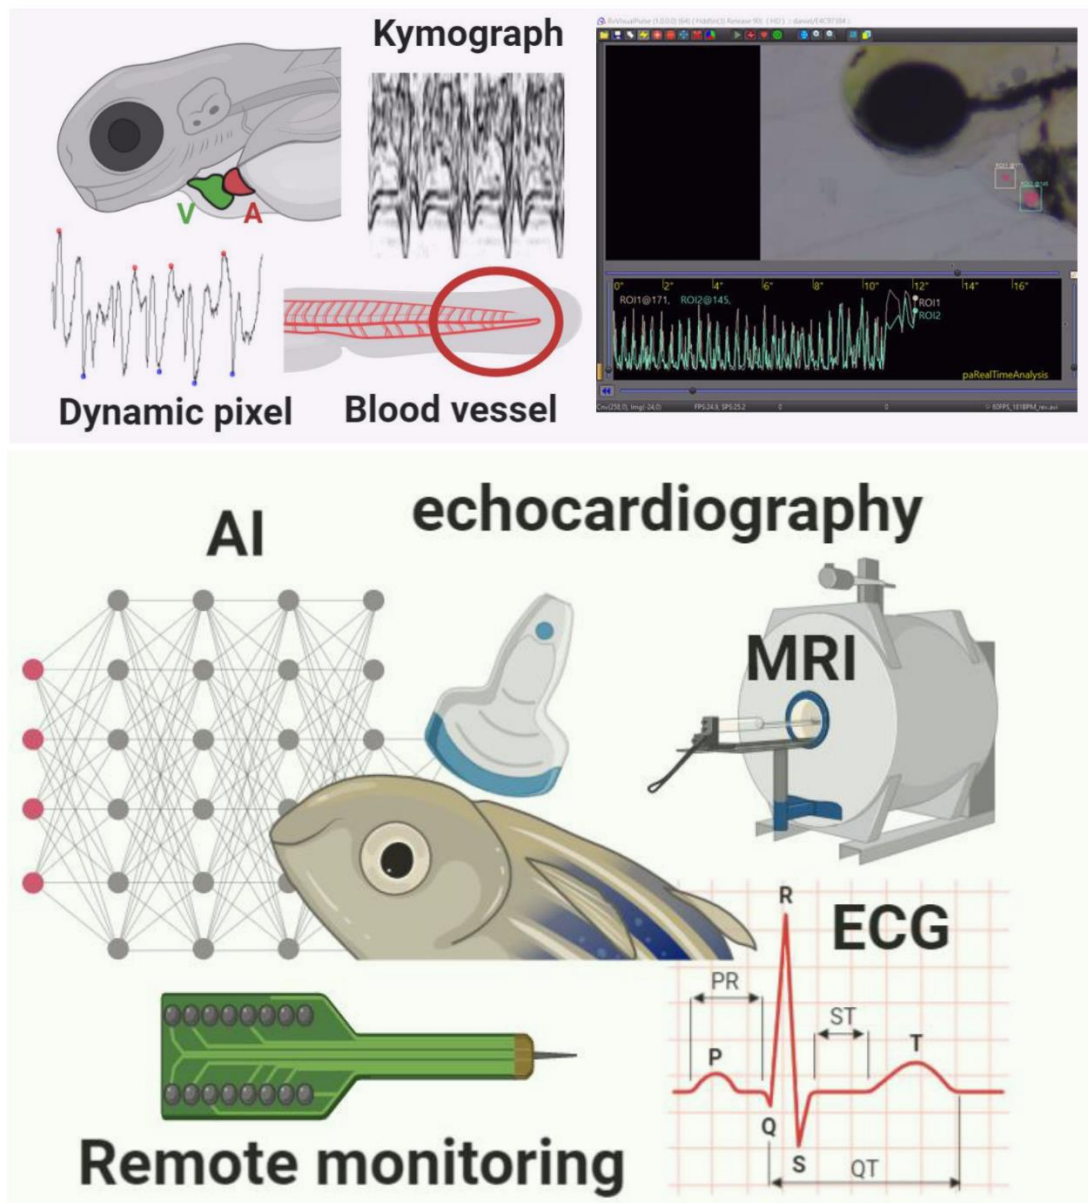 Kymograph
V
A
Dynamic pixel
Blood vessel
0"
2"
4"
6"
8"
10"
12"
14"
16"
ROI1@171,
ROI2@145,
ROI1
ROI2
paRealTimeAnalysis
AI
echocardiography
MRI
ECG
R
PR
ST
P
T
Q
S
QT
Remote monitoring